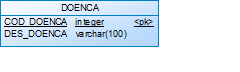 DOENCA
COD_DOENCA integer <pk>
DES_DOENCA varchar(100)